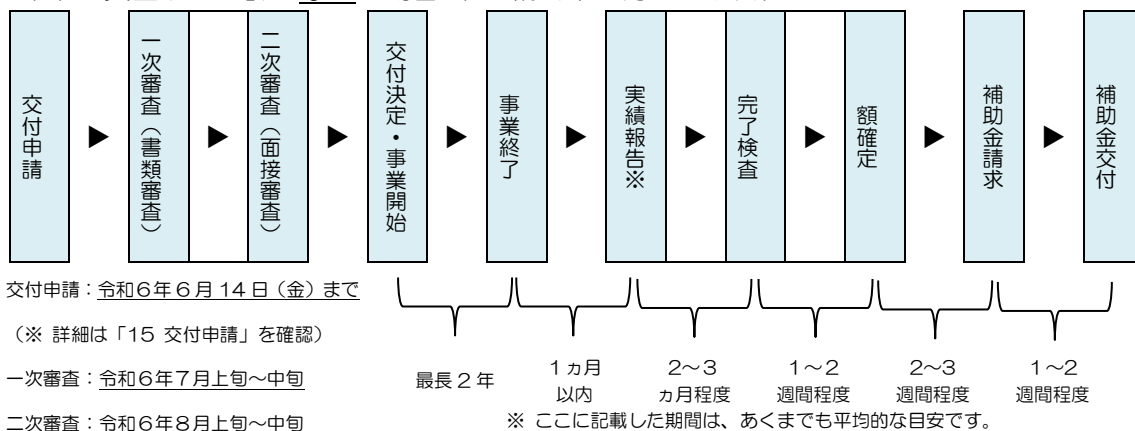 交付申請
▶
一次審査（書類審査）
▶
二次審査（面接審査）
▶
交付決定・事業開始
▶
事業終了
▶
実績報告※
▶
完了検査
▶
額確定
▶
補助金請求
▶
補助金交付
交付申請：令和６年６月14日（金）まで
（※ 詳細は「15 交付申請」を確認）
一次審査：令和６年７月上旬～中旬
二次審査：令和６年８月上旬～中旬
最長２年
１ヵ月
以内
２～３
ヵ月程度
１～２
週間程度
２～３
週間程度
１～２
週間程度
※ ここに記載した期間は、あくまでも平均的な目安です。